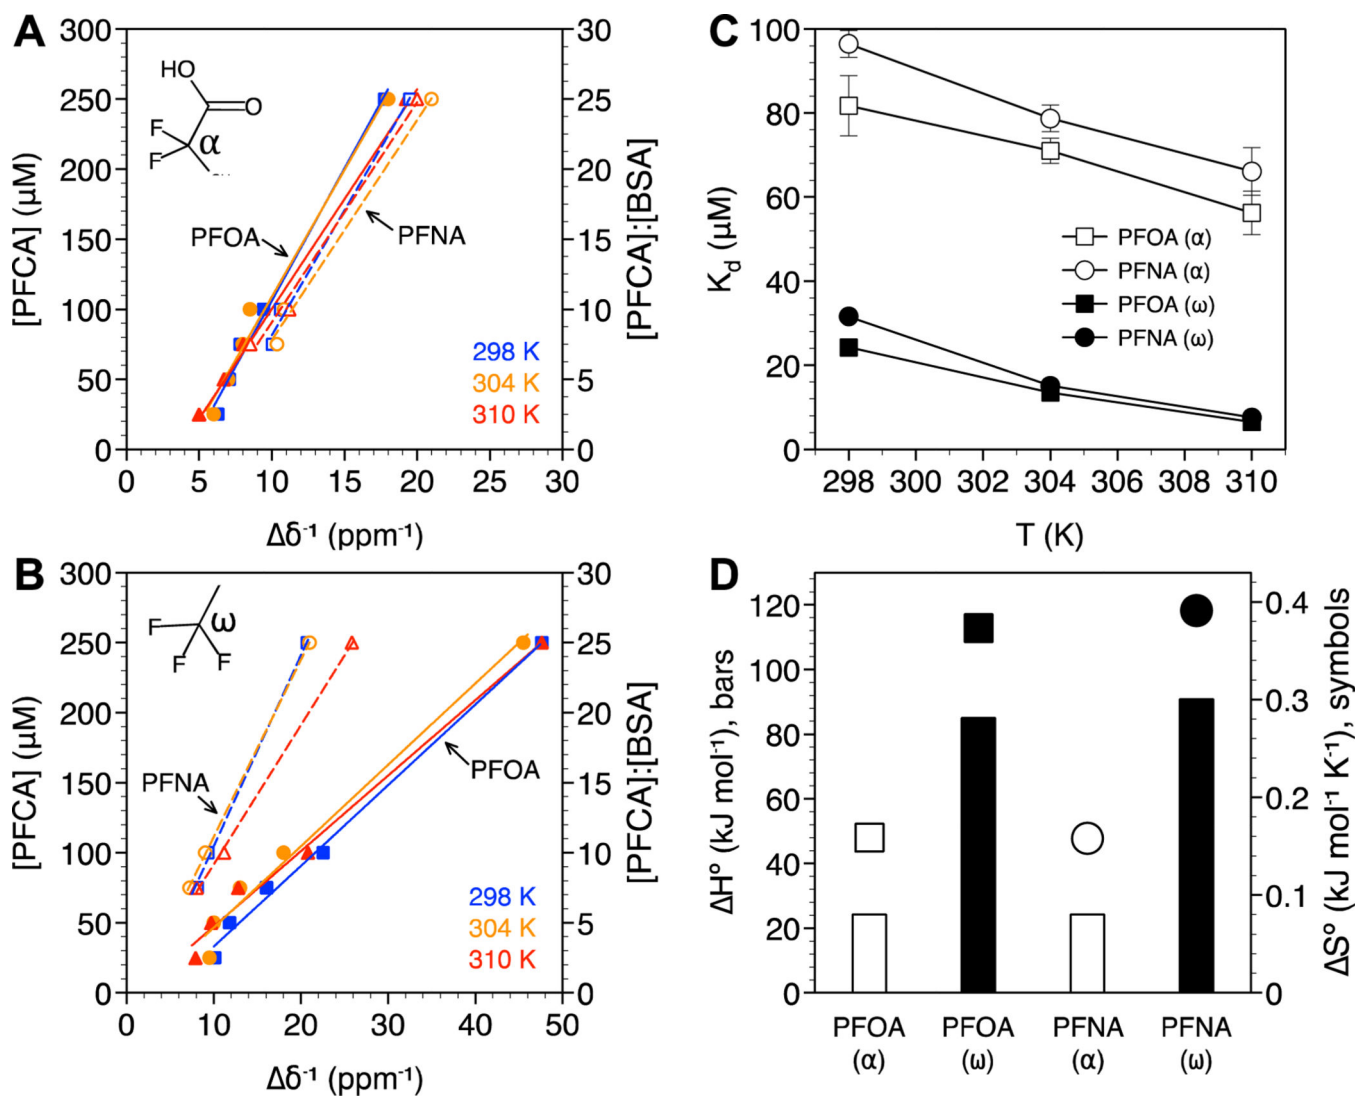 A
[PFCA] (μM)
300
250
200
150
100
50
0
HO
O
F
F
α
PFOA
PFNA
298 K
304 K
310 K
0 5 10 15 20 25 30
Δδ⁻¹ (ppm⁻¹)
30
25
20
15
10
5
0
[PFCA]:[BSA]
C
K_d (μM)
100
80
60
40
20
0
PFOA (α)
PFNA (α)
PFOA (ω)
PFNA (ω)
298 300 302 304 306 308 310
T (K)
B
[PFCA] (μM)
300
250
200
150
100
50
0
F
F
F
ω
PFNA
PFOA
298 K
304 K
310 K
0 10 20 30 40 50
Δδ⁻¹ (ppm⁻¹)
30
25
20
15
10
5
0
[PFCA]:[BSA]
D
ΔH° (kJ mol⁻¹), bars
120
100
80
60
40
20
0
0.4
0.3
0.2
0.1
0
ΔS° (kJ mol⁻¹ K⁻¹), symbols
PFOA PFOA PFNA PFNA
(α) (ω) (α) (ω)